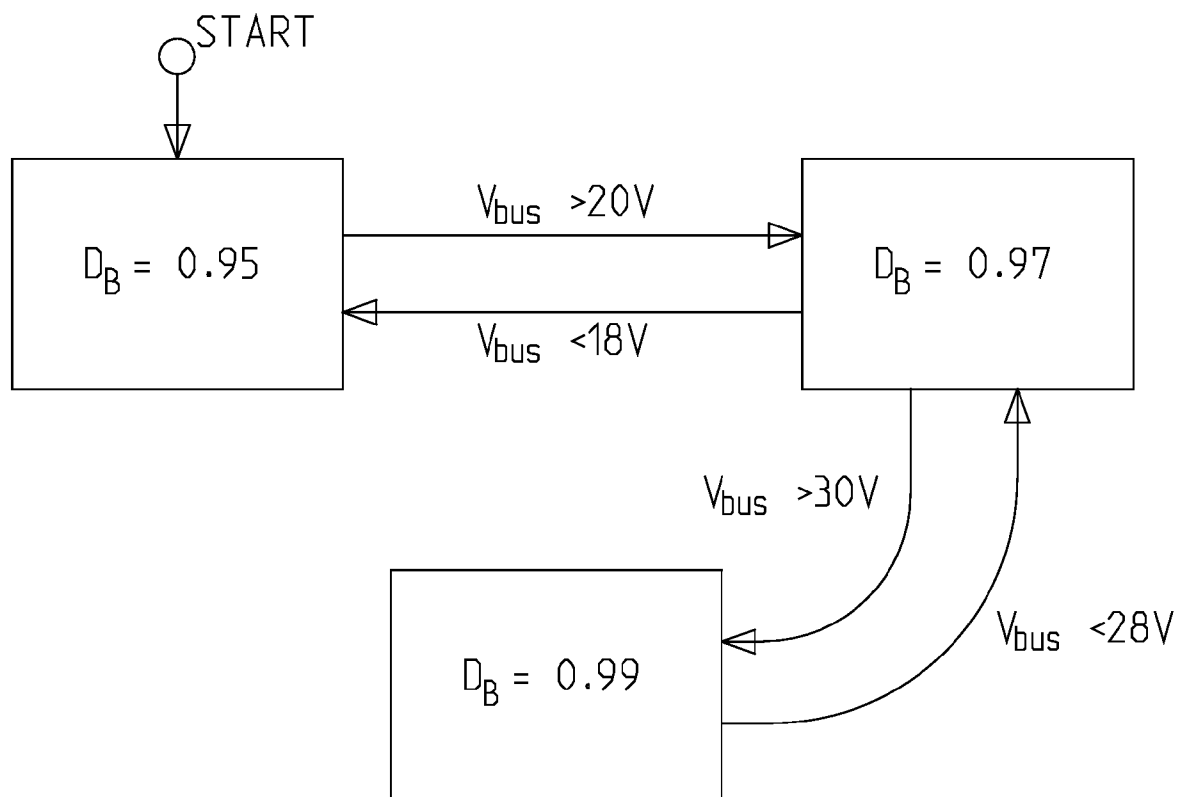 START
V_bus >20V
D_B = 0.95
D_B = 0.97
V_bus <18V
V_bus >30V
V_bus <28V
D_B = 0.99